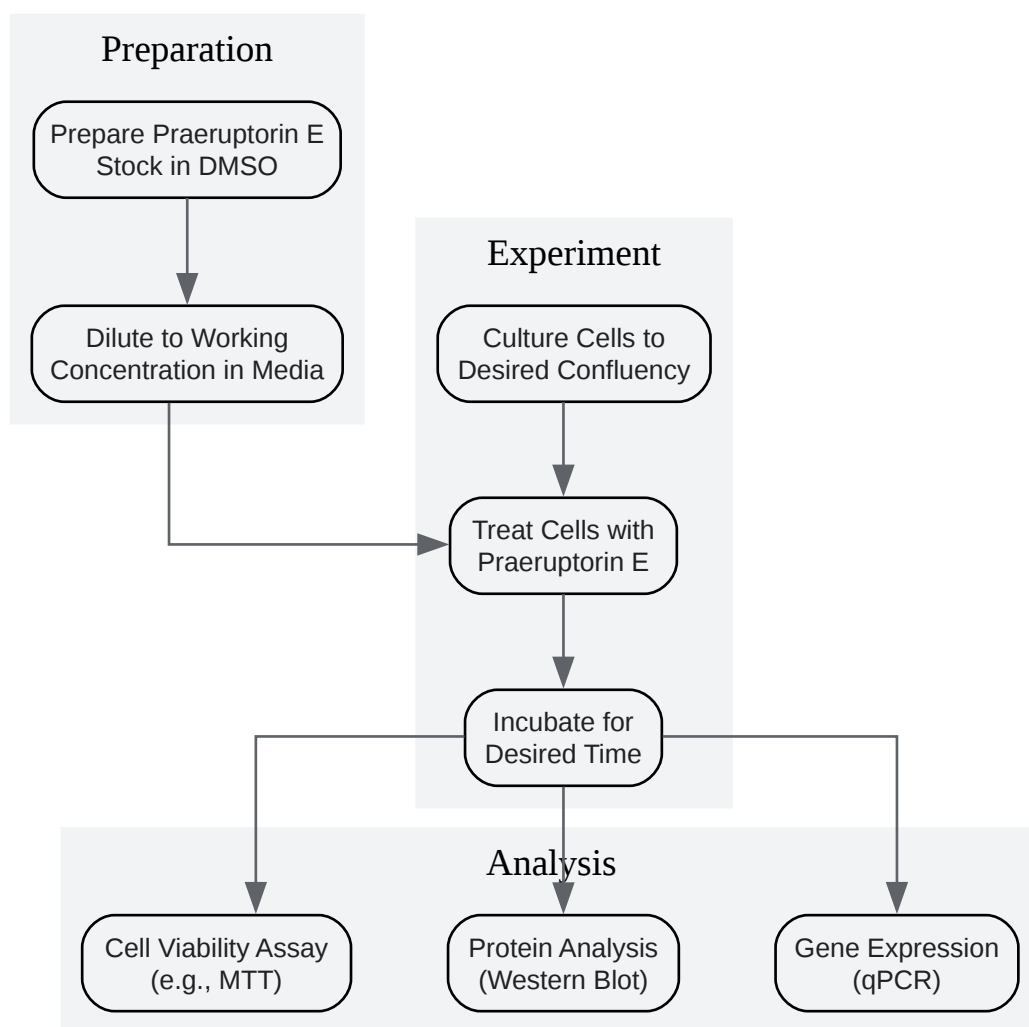 Preparation
Prepare Praeruptorin E
Stock in DMSO
Dilute to Working
Concentration in Media
Experiment
Culture Cells to
Desired Confluency
Treat Cells with
Praeruptorin E
Incubate for
Desired Time
Analysis
Cell Viability Assay
(e.g., MTT)
Protein Analysis
(Western Blot)
Gene Expression
(qPCR)